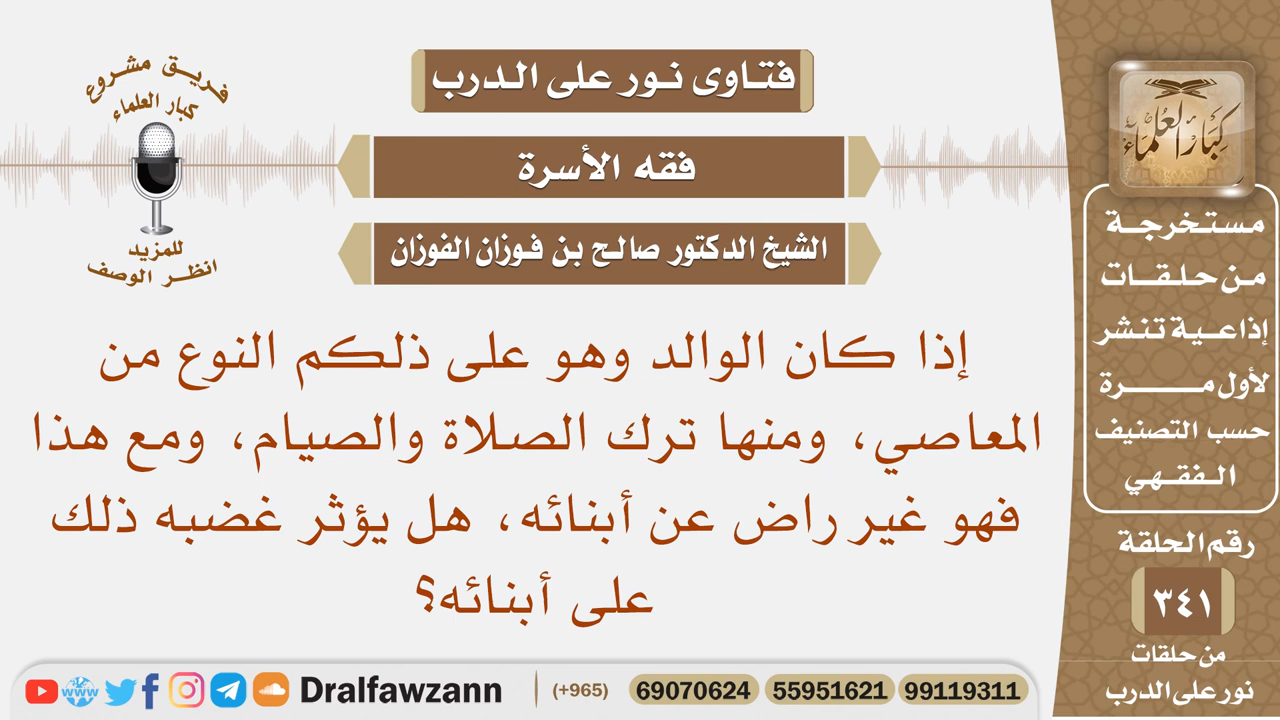 فتاوى نور على الدرب
فقه الأسرة
الشيخ الدكتور صالح بن فوزان الفوزان
فريق مشروع
كبار العلماء
للمزيد
انظر الوصف
إذا كان الوالد وهو على ذلكم النوع من
المعاصي، ومنها ترك الصلاة والصيام، ومع هذا
فهو غير راض عن أبنائه، هل يؤثر غضبه ذلك
على أبنائه؟
كبار العلماء
مستخرجة
من حلقات
إذاعية تنشر
لأول مرة
حسب التصنيف
الفقهي
رقم الحلقة
٣٤١
من حلقات
نور على الدرب
www
Dralfawzann
(+965) 69070624 55951621 99119311